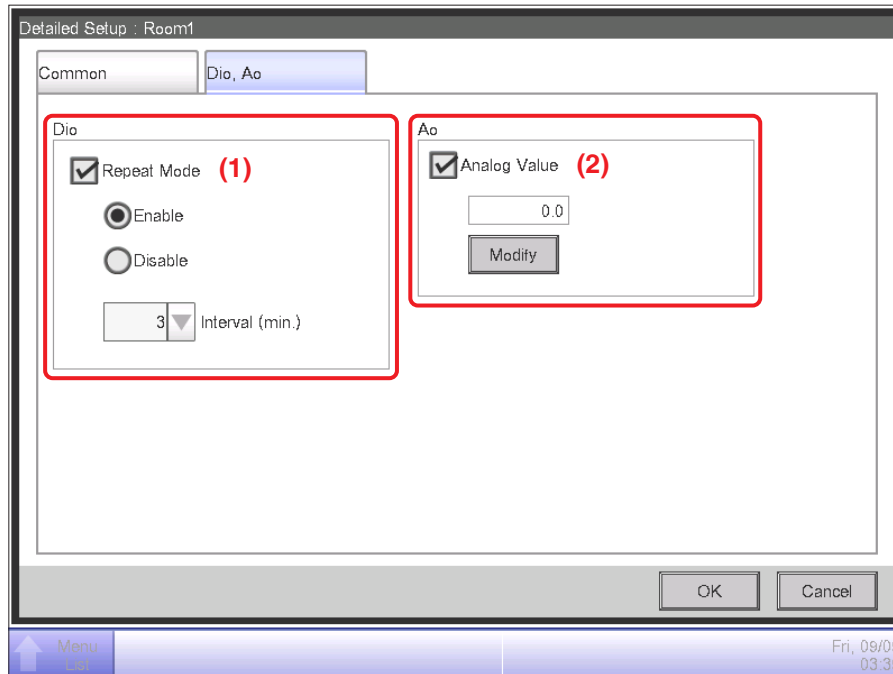 Detailed Setup : Room1
Common
Dio, Ao
Dio
Repeat Mode (1)
Enable
Disable
3 Interval (min.)
Ao
Analog Value (2)
0.0
Modify
OK
Cancel
Menu
List
Fri, 09/0
03:3